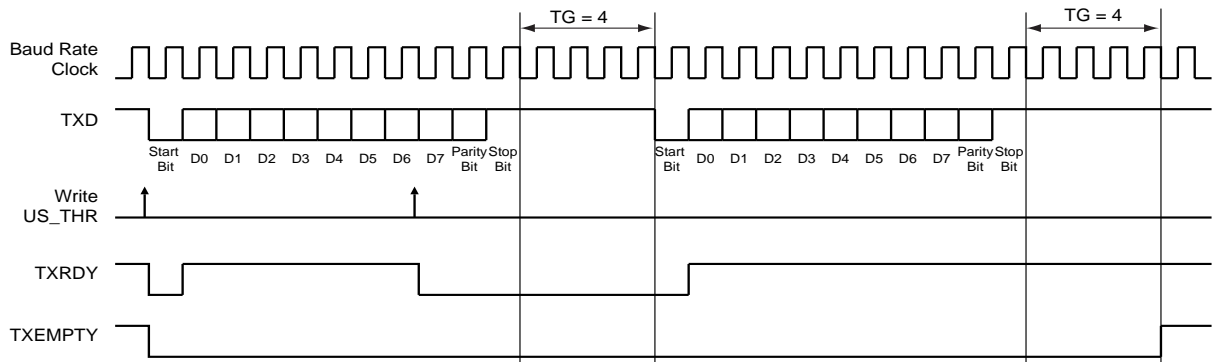 TG = 4 TG = 4
Baud Rate
Clock
TXD
Start
Bit D0 D1 D2 D3 D4 D5 D6 D7 Parity
Bit Stop
Bit Start
Bit D0 D1 D2 D3 D4 D5 D6 D7 Parity
Bit Stop
Bit
Write
US_THR
TXRDY
TXEMPTY